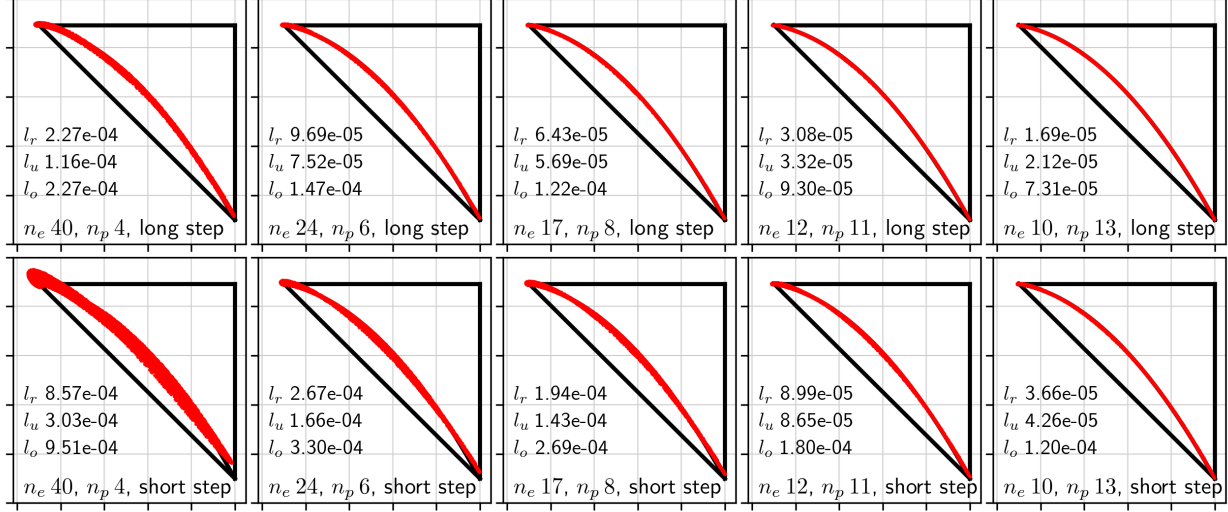 l_r 2.27e-04
l_u 1.16e-04
l_o 2.27e-04
n_e 40, n_p 4, long step
l_r 9.69e-05
l_u 7.52e-05
l_o 1.47e-04
n_e 24, n_p 6, long step
l_r 6.43e-05
l_u 5.69e-05
l_o 1.22e-04
n_e 17, n_p 8, long step
l_r 3.08e-05
l_u 3.32e-05
l_o 9.30e-05
n_e 12, n_p 11, long step
l_r 1.69e-05
l_u 2.12e-05
l_o 7.31e-05
n_e 10, n_p 13, long step
l_r 8.57e-04
l_u 3.03e-04
l_o 9.51e-04
n_e 40, n_p 4, short step
l_r 2.67e-04
l_u 1.66e-04
l_o 3.30e-04
n_e 24, n_p 6, short step
l_r 1.94e-04
l_u 1.43e-04
l_o 2.69e-04
n_e 17, n_p 8, short step
l_r 8.99e-05
l_u 8.65e-05
l_o 1.80e-04
n_e 12, n_p 11, short step
l_r 3.66e-05
l_u 4.26e-05
l_o 1.20e-04
n_e 10, n_p 13, short step